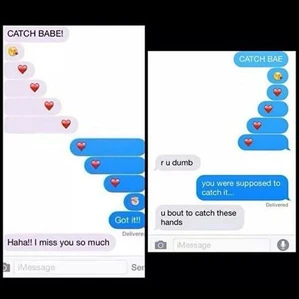 CATCH BABE!
Got it!!
Delivered
Haha!! I miss you so much
iMessage
Sen
CATCH BAE
r u dumb
you were supposed to
catch it...
Delivered
u bout to catch these
hands
iMessage